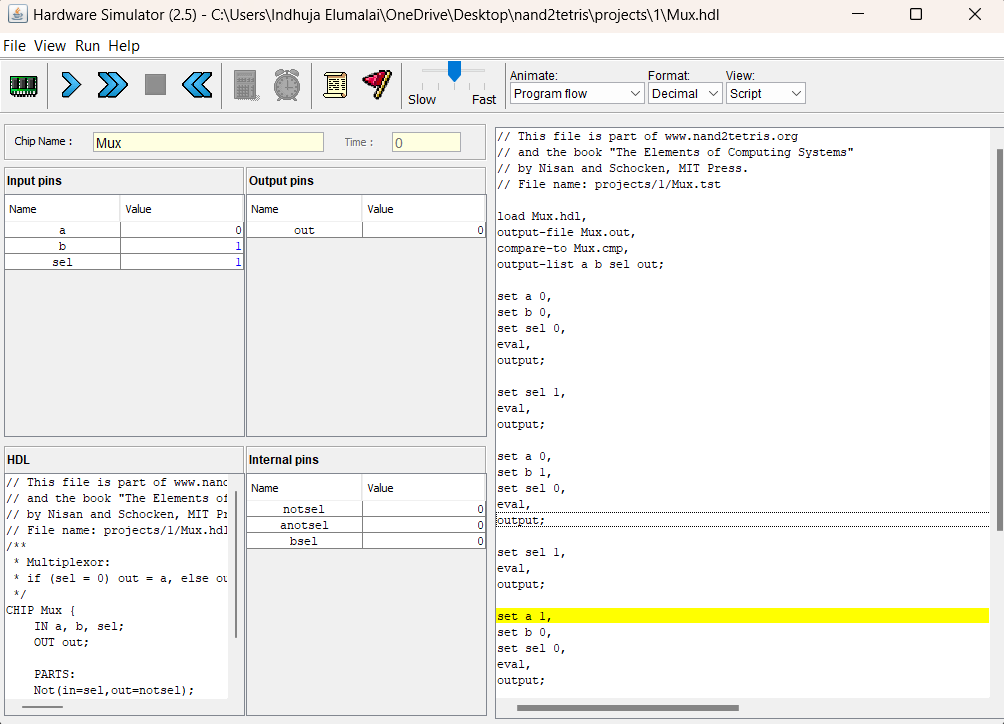 Hardware Simulator (2.5) - C:\Users\Indhuja Elumalai\OneDrive\Desktop\nand2tetris\projects\1\Mux.hdl
File View Run Help
Slow Fast
Animate: Format: View:
Program flow Decimal Script
Chip Name : Mux Time : 0
Input pins
Name Value
a 0
b 1
sel 1
Output pins
Name Value
out 0
HDL
// This file is part of www.nand
// and the book "The Elements of
// by Nisan and Schocken, MIT Pr
// File name: projects/1/Mux.hdl
/**
* Multiplexor:
* if (sel = 0) out = a, else ou
*/
CHIP Mux {
IN a, b, sel;
OUT out;
PARTS:
Not(in=sel,out=notsel);
Internal pins
Name Value
notsel 0
anotsel 0
bsel 0
// This file is part of www.nand2tetris.org
// and the book "The Elements of Computing Systems"
// by Nisan and Schocken, MIT Press.
// File name: projects/1/Mux.tst
load Mux.hdl,
output-file Mux.out,
compare-to Mux.cmp,
output-list a b sel out;
set a 0,
set b 0,
set sel 0,
eval,
output;
set sel 1,
eval,
output;
set a 0,
set b 1,
set sel 0,
eval,
output;
set sel 1,
eval,
output;
set a 1,
set b 0,
set sel 0,
eval,
output;